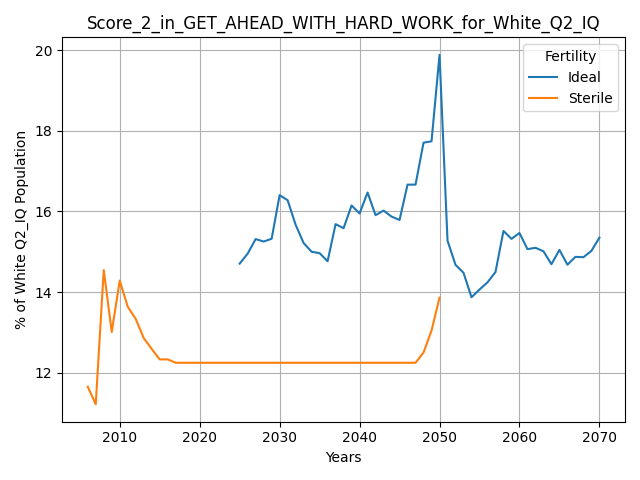 Score_2_in_GET_AHEAD_WITH_HARD_WORK_for_White_Q2_IQ
Fertility
Ideal
Sterile
% of White Q2_IQ Population
20
18
16
14
12
2010
2020
2030
2040
2050
2060
2070
Years